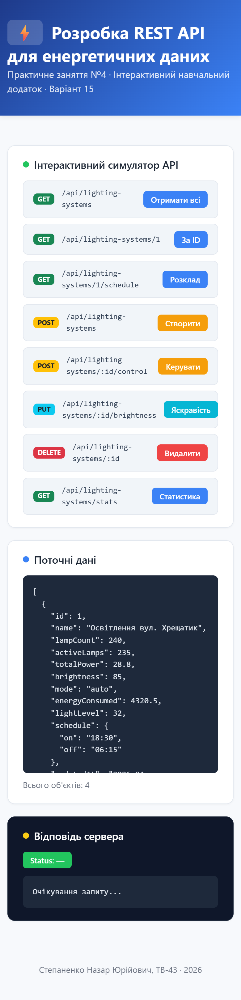 Розробка REST API
для енергетичних даних
Практичне заняття №4 · Інтерактивний навчальний
додаток · Варіант 15
Інтерактивний симулятор API
GET /api/lighting-
systems Отримати всі
GET /api/lighting-systems/1 За ID
GET /api/lighting-
systems/1/schedule Розклад
POST /api/lighting-
systems Створити
POST /api/lighting-
systems/:id/control Керувати
PUT /api/lighting-
systems/:id/brightness Яскравість
DELETE /api/lighting-
systems/:id Видалити
GET /api/lighting-
systems/stats Статистика
Поточні дані
[
{
"id": 1,
"name": "Освітлення вул. Хрещатик",
"lampCount": 240,
"activeLamps": 235,
"totalPower": 28.8,
"brightness": 85,
"mode": "auto",
"energyConsumed": 4320.5,
"lightLevel": 32,
"schedule": {
"on": "18:30",
"off": "06:15"
},
"updatedAt": "2026-04-
Всього об'єктів: 4
Відповідь сервера
Status: —
Очікування запиту...
Степаненко Назар Юрійович, ТВ-43 · 2026